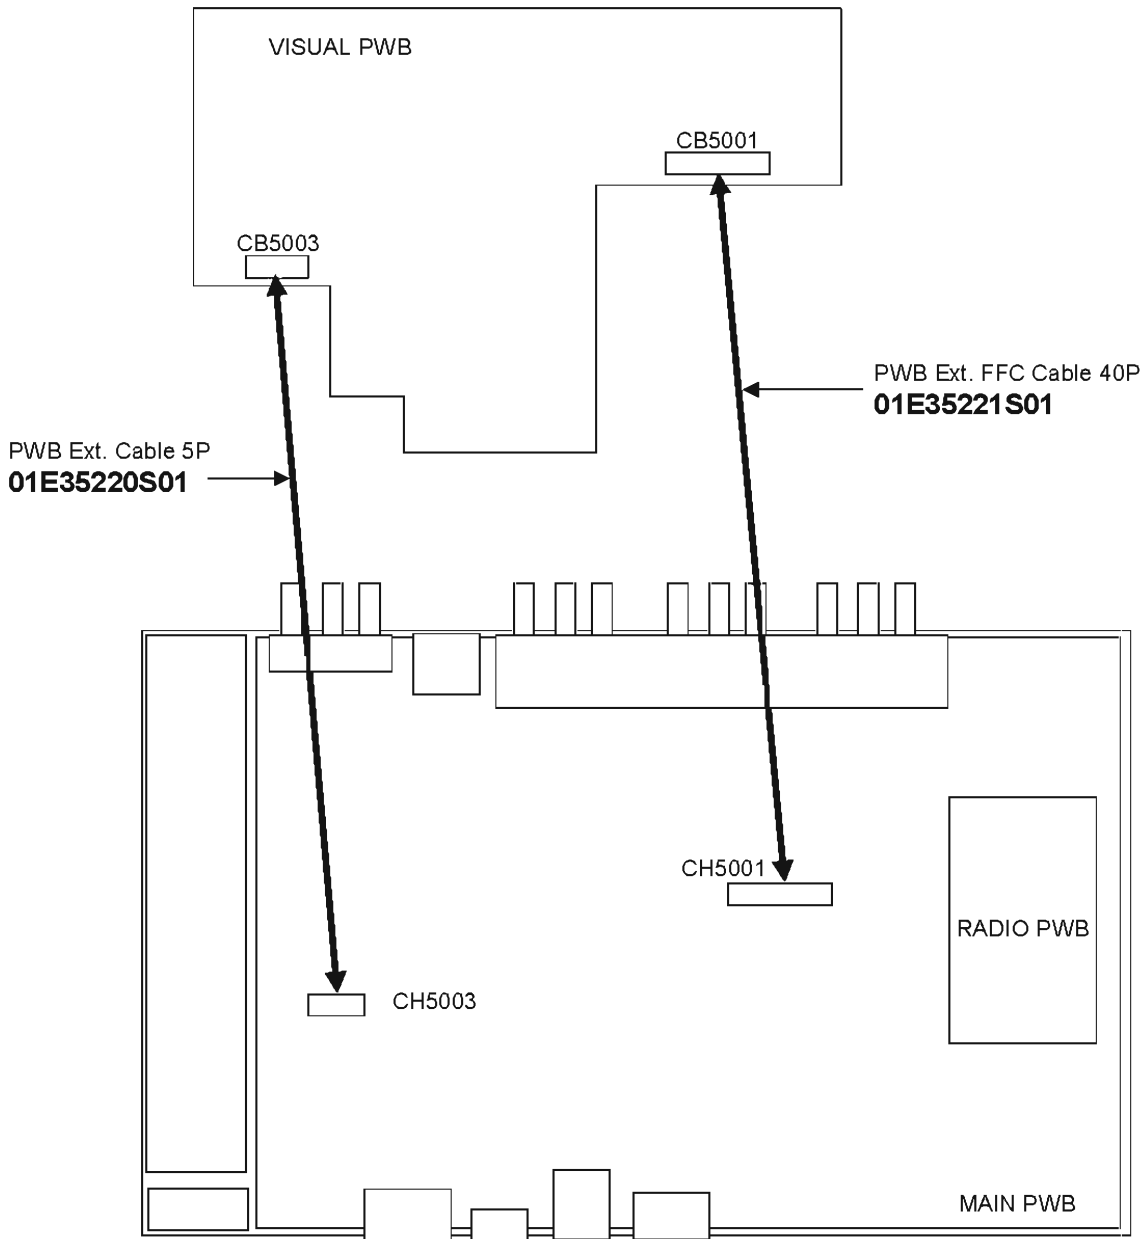 VISUAL PWB
CB5001
CB5003
PWB Ext. FFC Cable 40P
01E35221S01
PWB Ext. Cable 5P
01E35220S01
CH5001
RADIO PWB
CH5003
MAIN PWB